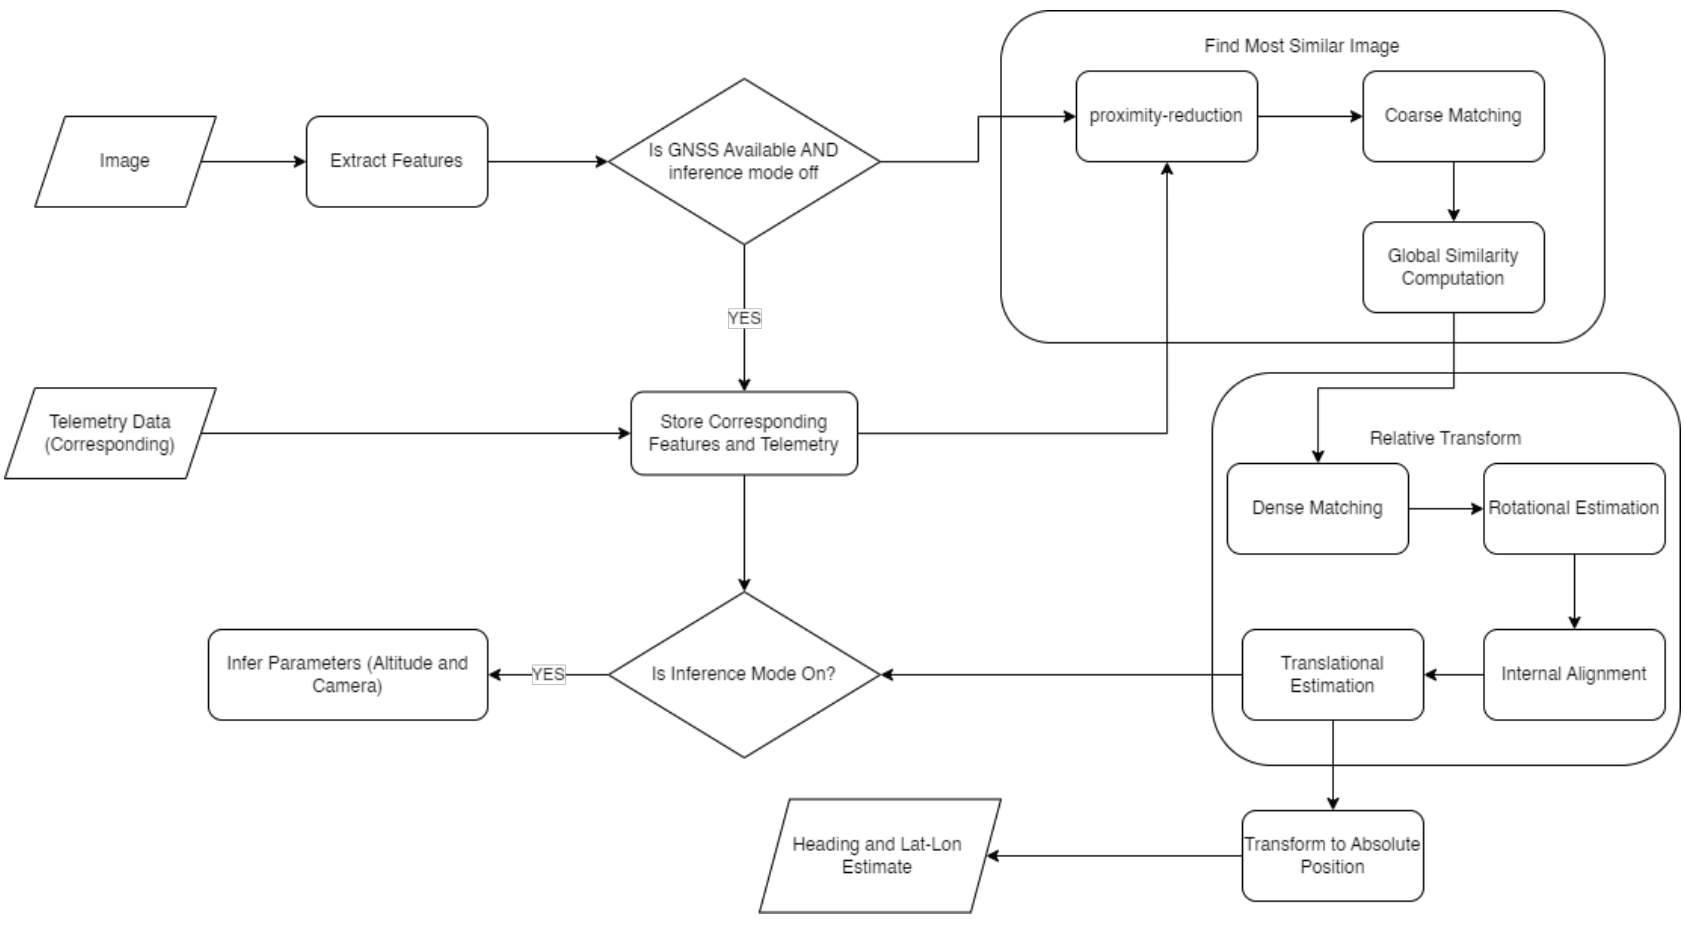 Find Most Similar Image
Image
Extract Features
Is GNSS Available AND
inference mode off
proximity-reduction
Coarse Matching
Global Similarity
Computation
YES
Telemetry Data
(Corresponding)
Store Corresponding
Features and Telemetry
Relative Transform
Dense Matching
Rotational Estimation
Infer Parameters (Altitude and
Camera)
YES
Is Inference Mode On?
Translational
Estimation
Internal Alignment
Heading and Lat-Lon
Estimate
Transform to Absolute
Position